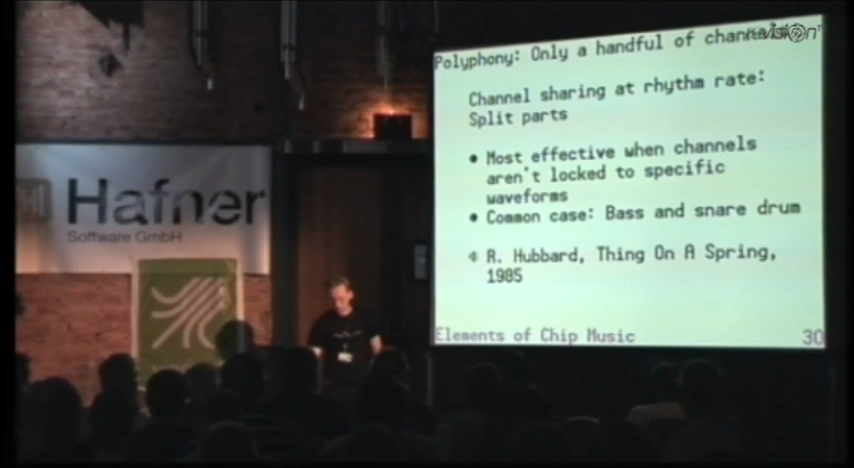 Polyphony: Only a handful of
Channel sharing at rhythm rate:
Split parts
• Most effective when channels
aren't locked to specific
waveforms
• Common case: Bass and snare drum
R. Hubbard, Thing On A Spring,
1985
Elements of Chip Music 30
Hafner
Software GmbH